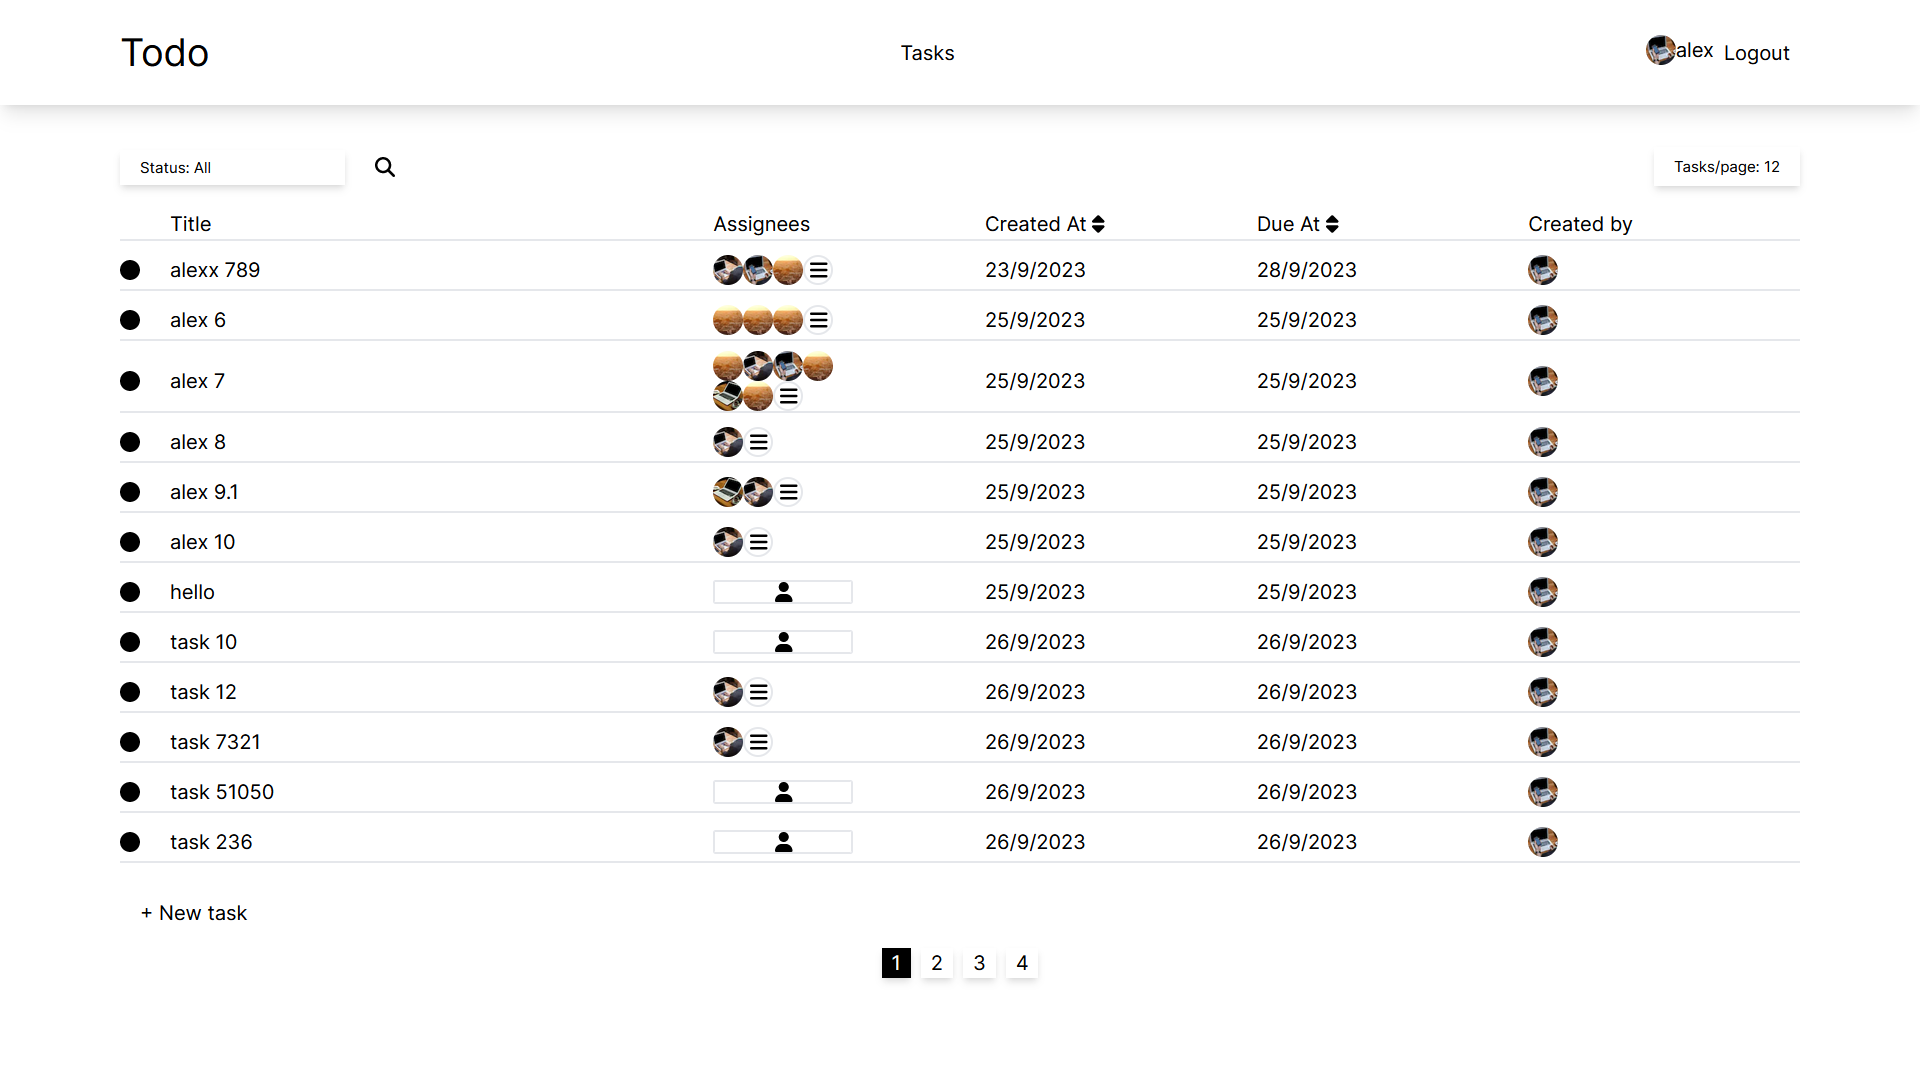 Todo
Tasks
alex Logout
Status: All
Tasks/page: 12
Title Assignees Created At Due At Created by
alexx 789 23/9/2023 28/9/2023
alex 6 25/9/2023 25/9/2023
alex 7 25/9/2023 25/9/2023
alex 8 25/9/2023 25/9/2023
alex 9.1 25/9/2023 25/9/2023
alex 10 25/9/2023 25/9/2023
hello 25/9/2023 25/9/2023
task 10 26/9/2023 26/9/2023
task 12 26/9/2023 26/9/2023
task 7321 26/9/2023 26/9/2023
task 51050 26/9/2023 26/9/2023
task 236 26/9/2023 26/9/2023
+ New task
1 2 3 4